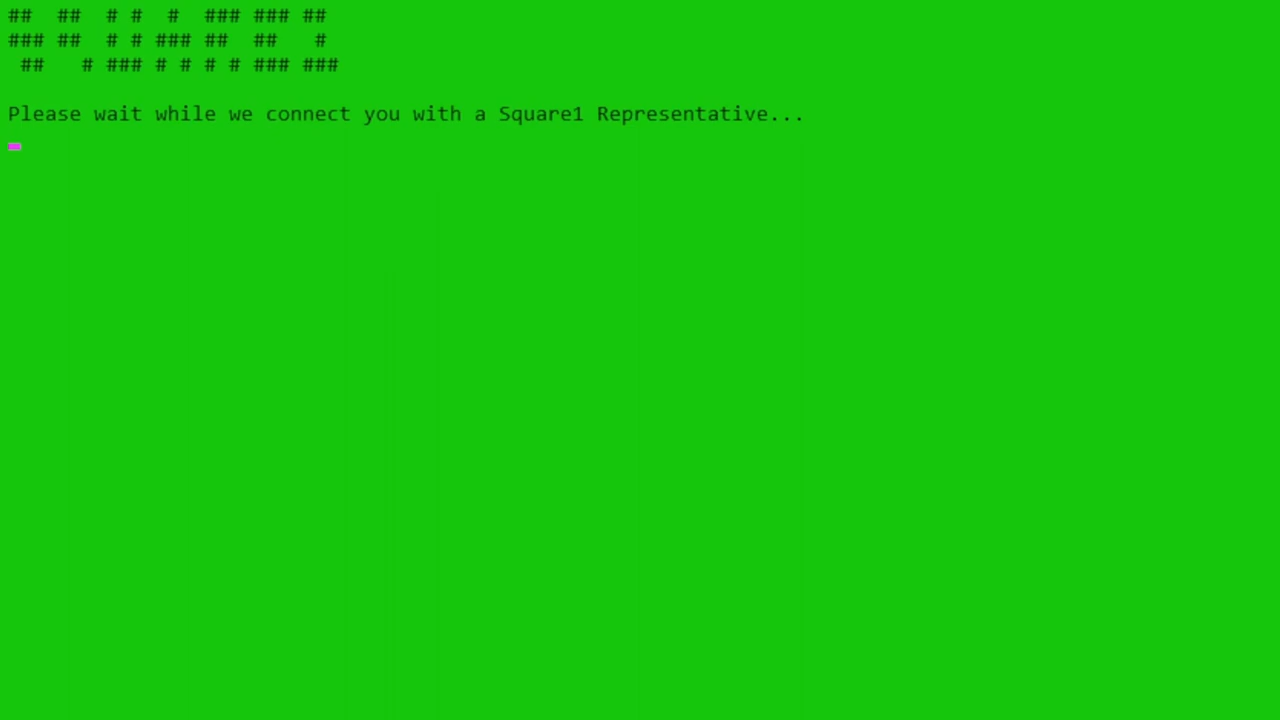 ##  ##  # #  #  ### ### ##
### ##  # # ### ##  ##   #
 ##   # ### # # # # ### ###
Please wait while we connect you with a Square1 Representative...